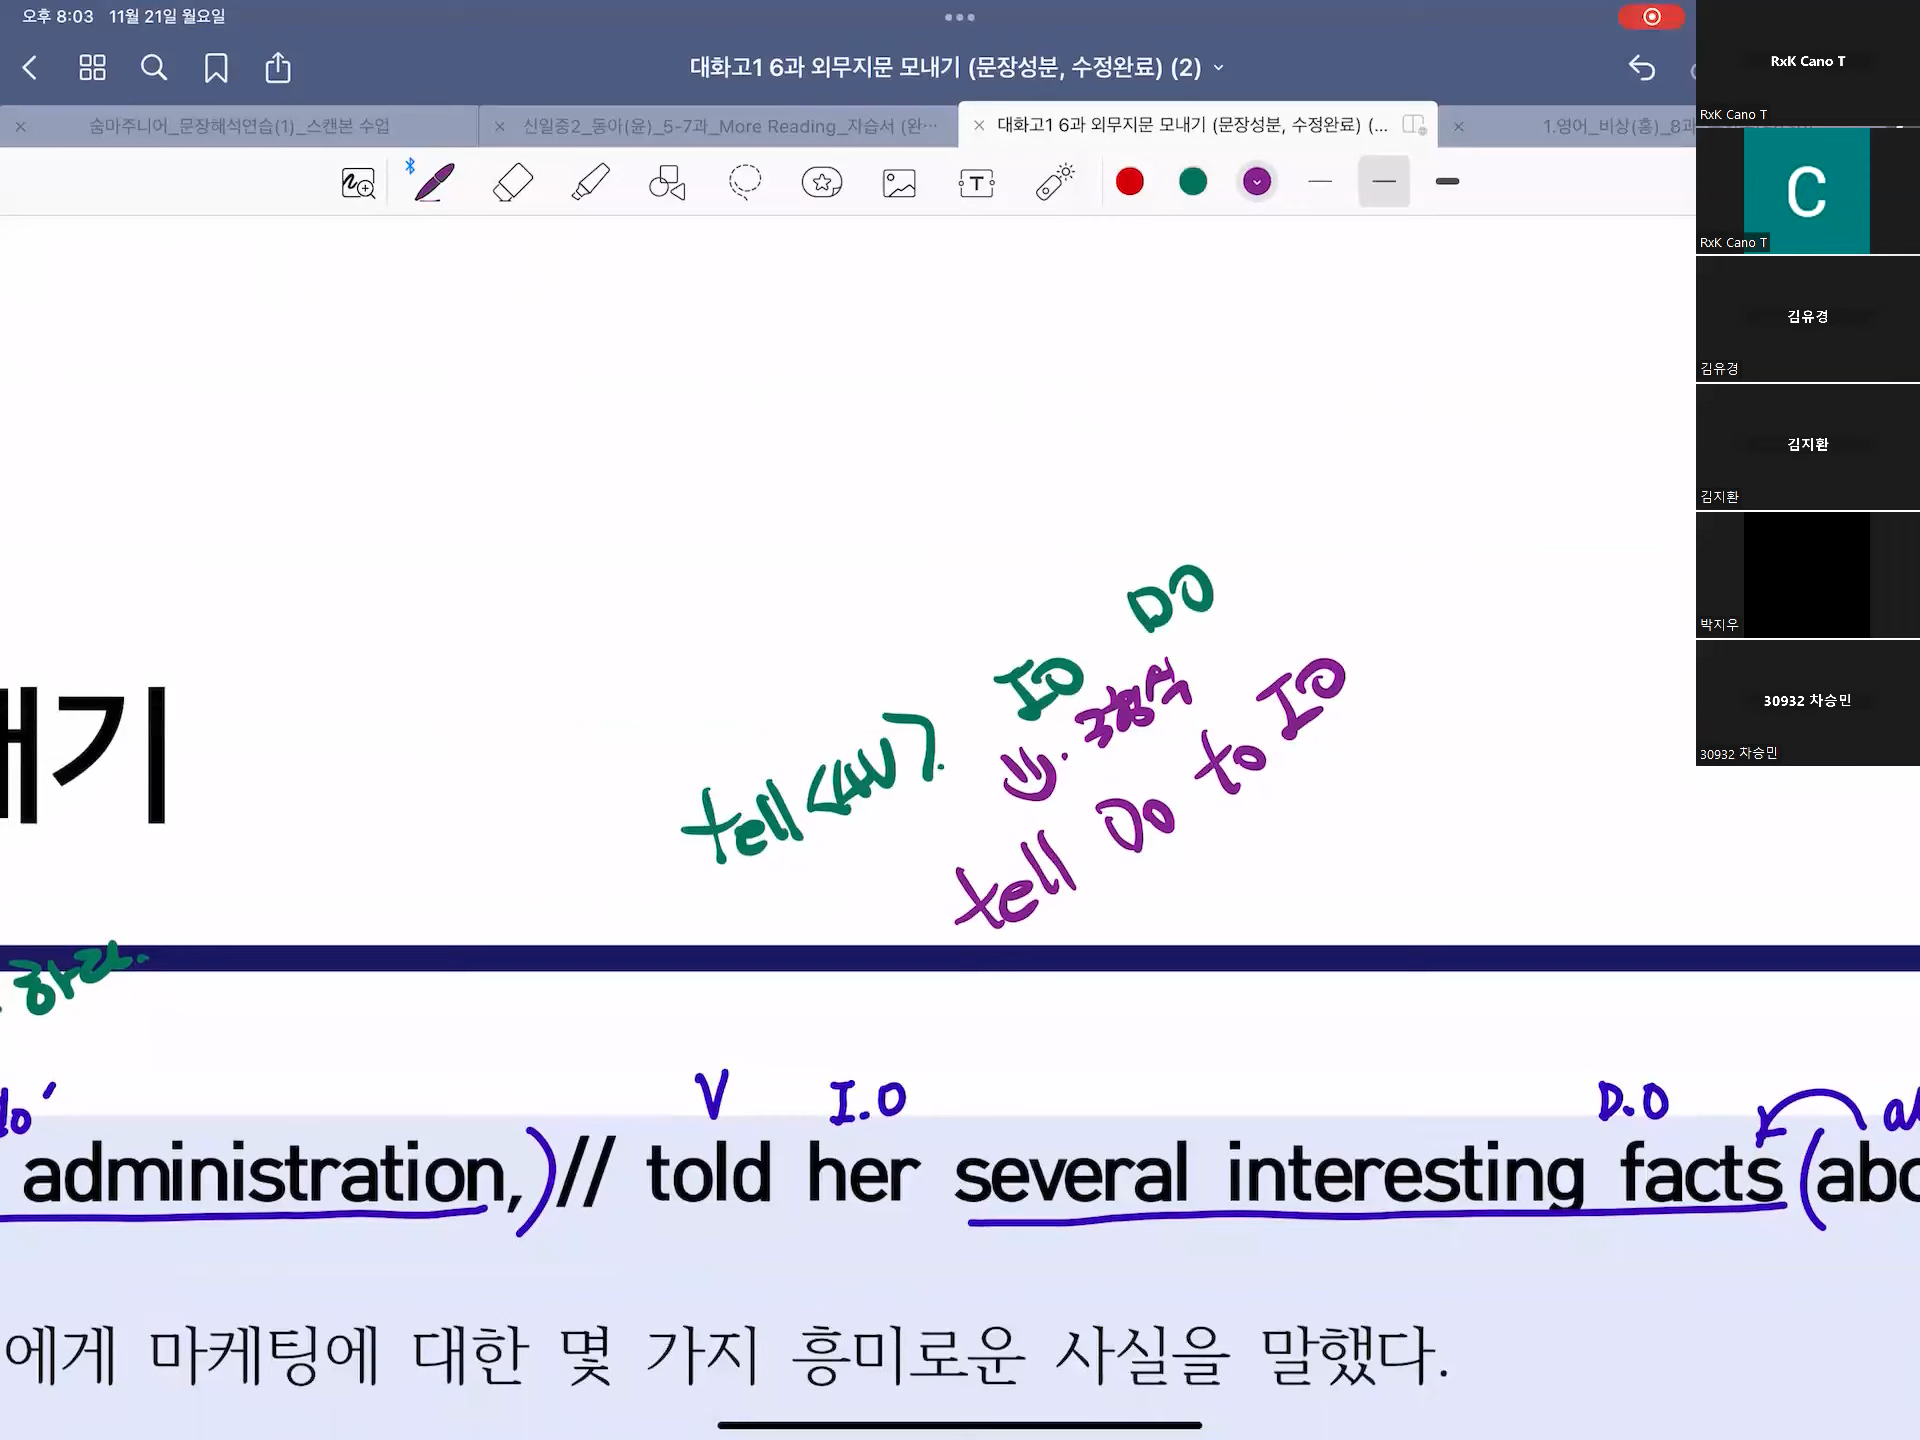 오후 8:03 11월 21일 월요일
대화고1 6과 외무지문 모내기 (문장성분, 수정완료) (2)
숨마주니어_문장해석연습(1)_스캔본 수업
신일중2_동아(윤)_5-7과_More Reading_자습서 (완…
대화고1 6과 외무지문 모내기 (문장성분, 수정완료) (...
1.영어_비상(홍)_8과
RxK Cano T
RxK Cano T
C
RxK Cano T
김유경
김유경
김지환
김지환
박지우
30932 차승민
30932 차승민
내기
tell <4V>. IO DO
3형식
tell DO to IO
하라.
V I.O D.O
administration,)// told her several interesting facts (abo
에게 마케팅에 대한 몇 가지 흥미로운 사실을 말했다.